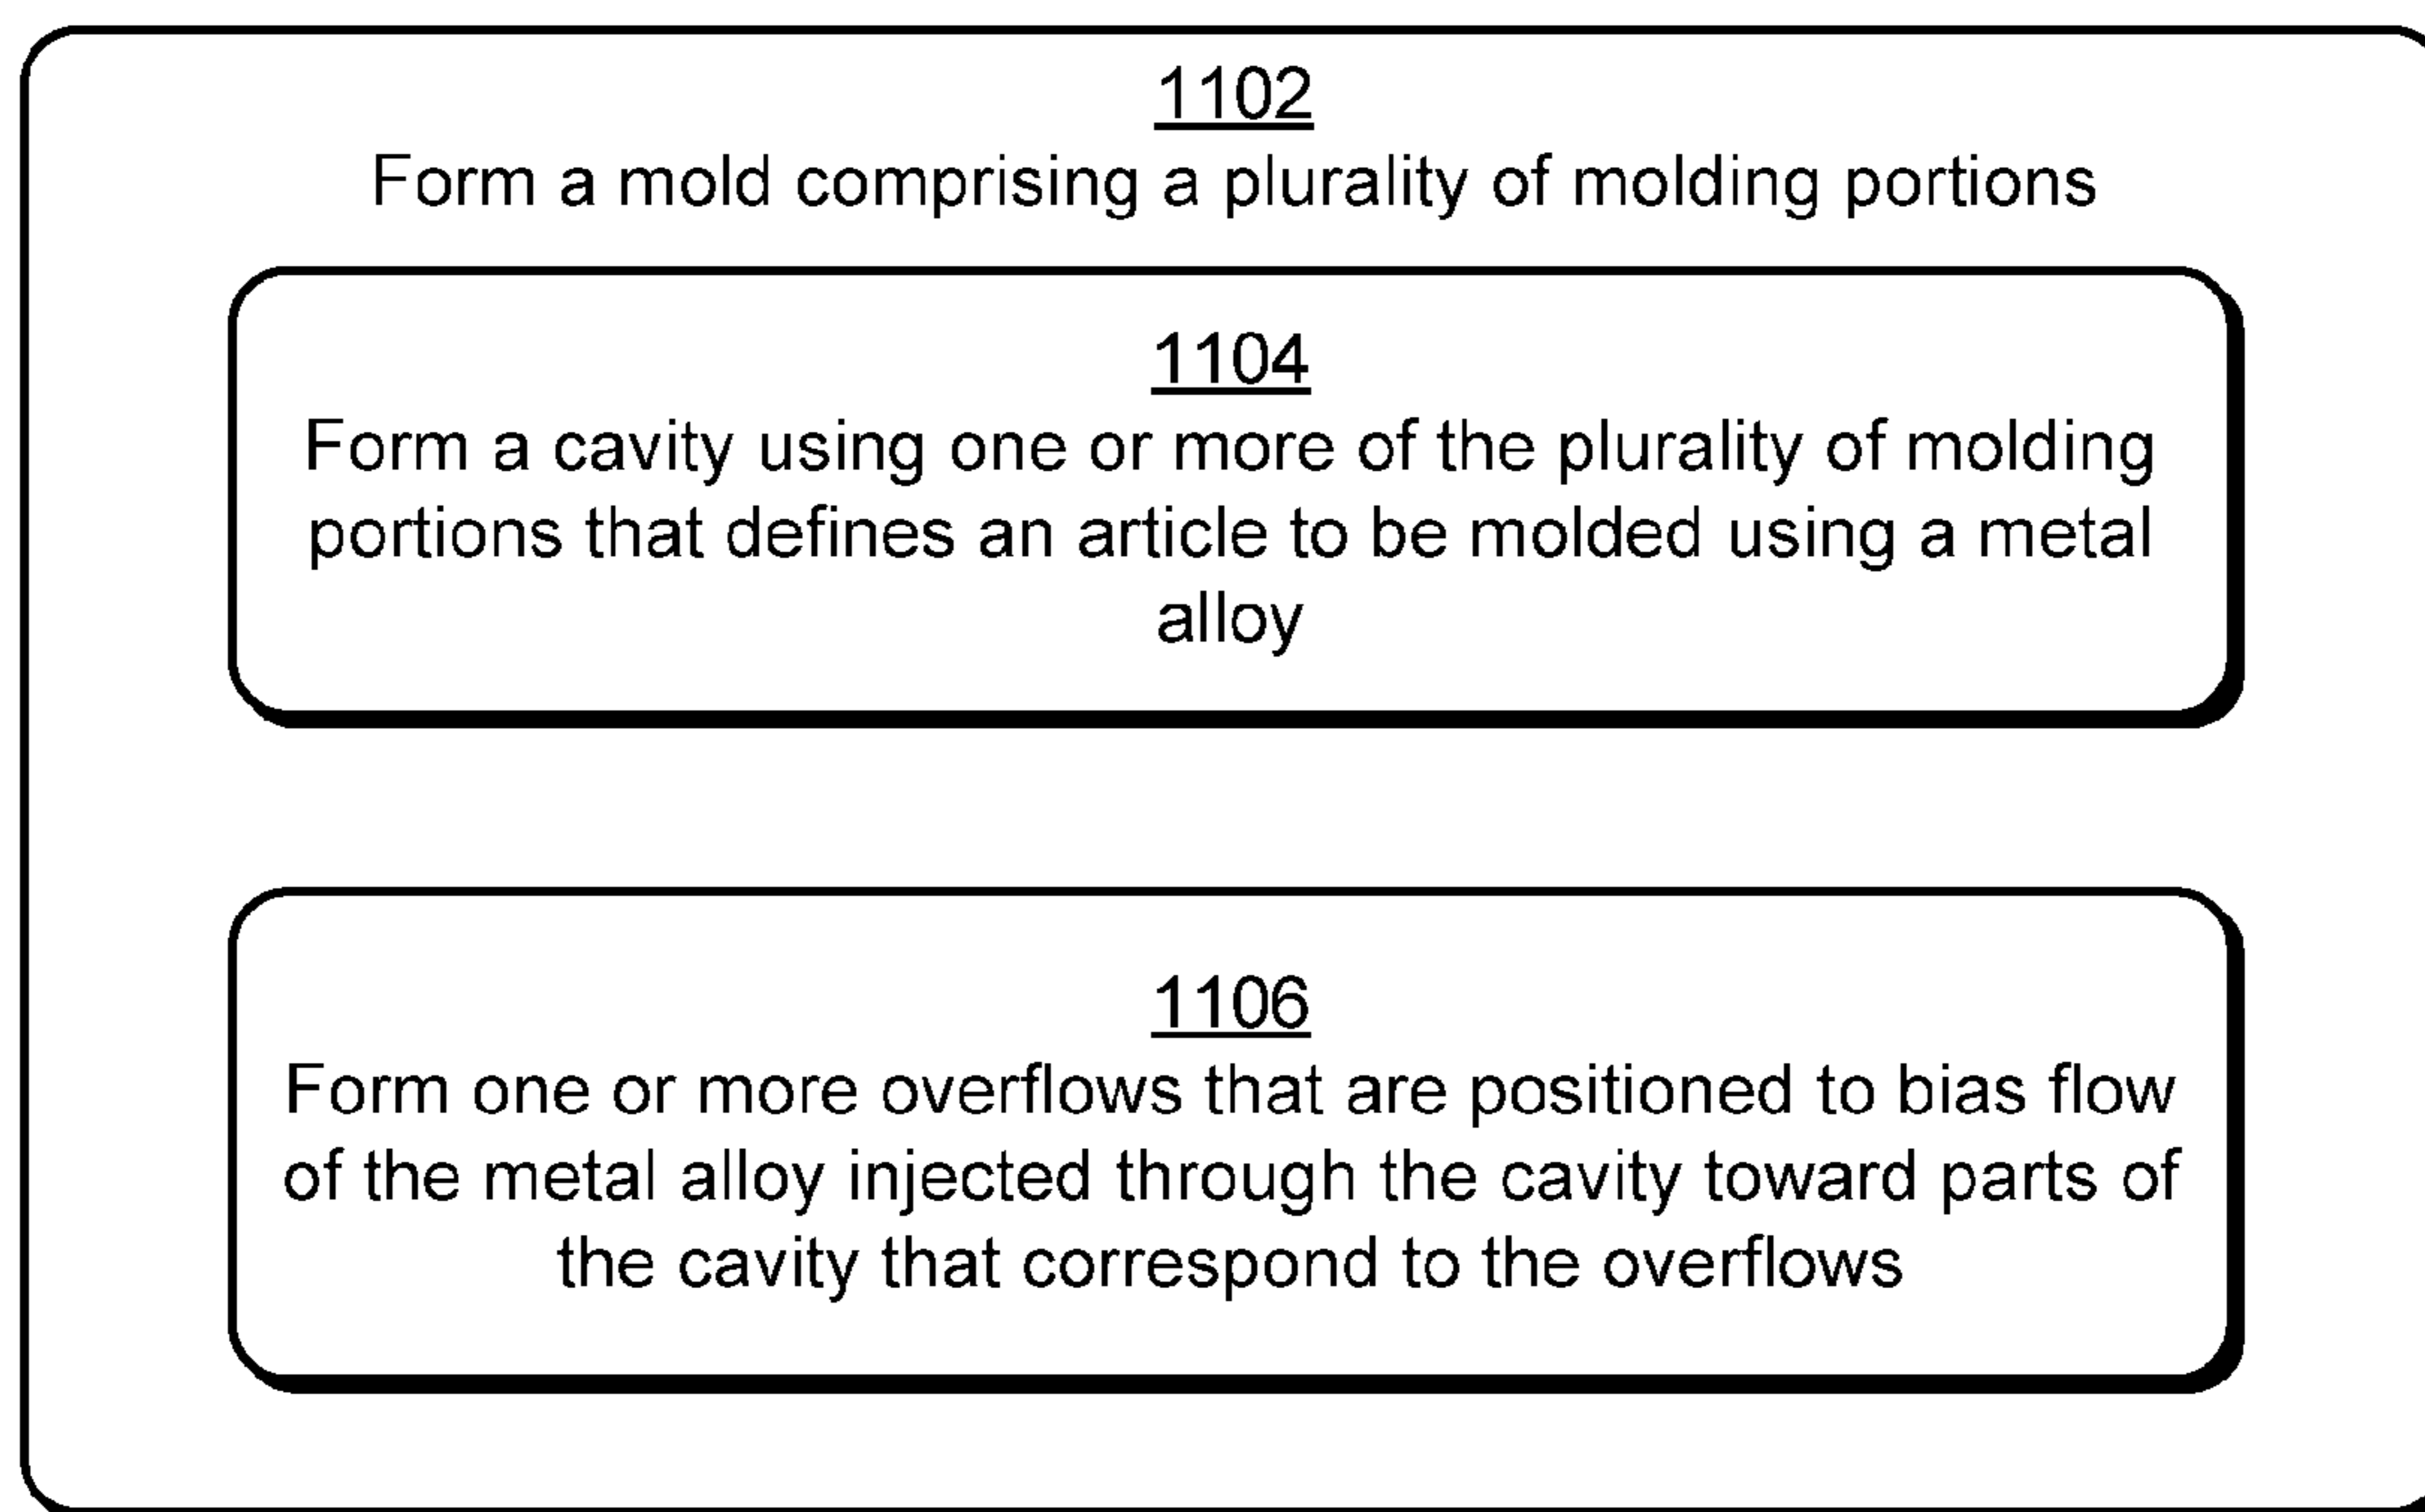 1102
Form a mold comprising a plurality of molding portions
1104
Form a cavity using one or more of the plurality of molding
portions that defines an article to be molded using a metal
alloy
1106
Form one or more overflows that are positioned to bias flow
of the metal alloy injected through the cavity toward parts of
the cavity that correspond to the overflows